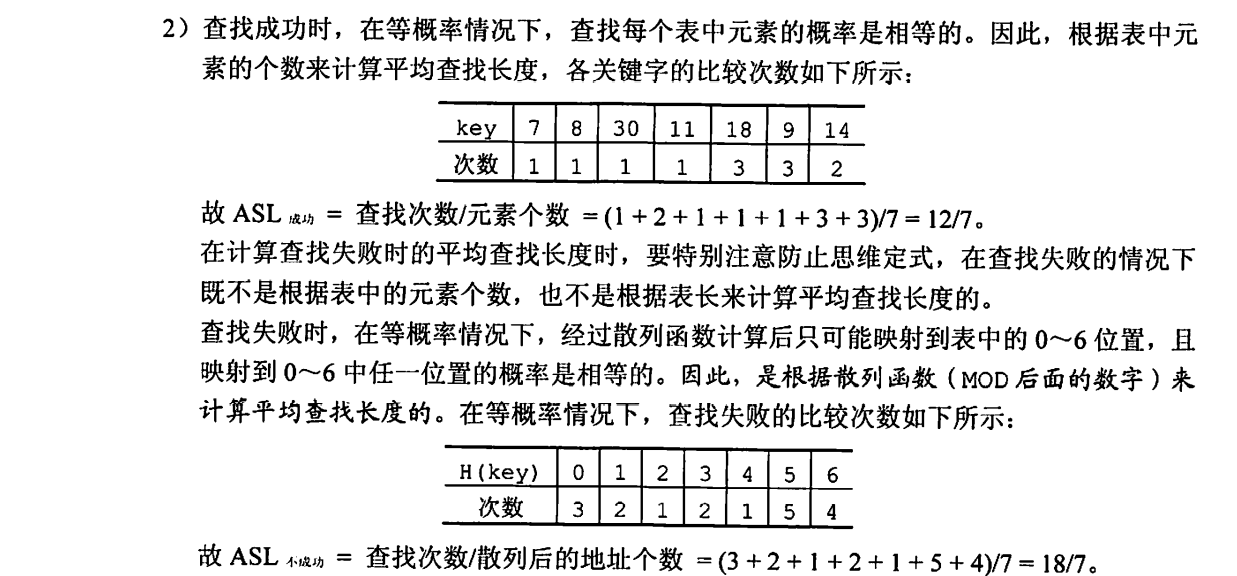 2）查找成功时，在等概率情况下，查找每个表中元素的概率是相等的。因此，根据表中元
素的个数来计算平均查找长度，各关键字的比较次数如下所示：
key 7 8 30 11 18 9 14
次数 1 1 1 1 3 3 2
故 ASL 成功 = 查找次数/元素个数 = (1 + 2 + 1 + 1 + 1 + 3 + 3)/7 = 12/7。
在计算查找失败时的平均查找长度时，要特别注意防止思维定式，在查找失败的情况下
既不是根据表中的元素个数，也不是根据表长来计算平均查找长度的。
查找失败时，在等概率情况下，经过散列函数计算后只可能映射到表中的 0～6 位置，且
映射到 0～6 中任一位置的概率是相等的。因此，是根据散列函数（MOD 后面的数字）来
计算平均查找长度的。在等概率情况下，查找失败的比较次数如下所示：
H(key) 0 1 2 3 4 5 6
次数 3 2 1 2 1 5 4
故 ASL 不成功 = 查找次数/散列后的地址个数 = (3 + 2 + 1 + 2 + 1 + 5 + 4)/7 = 18/7。